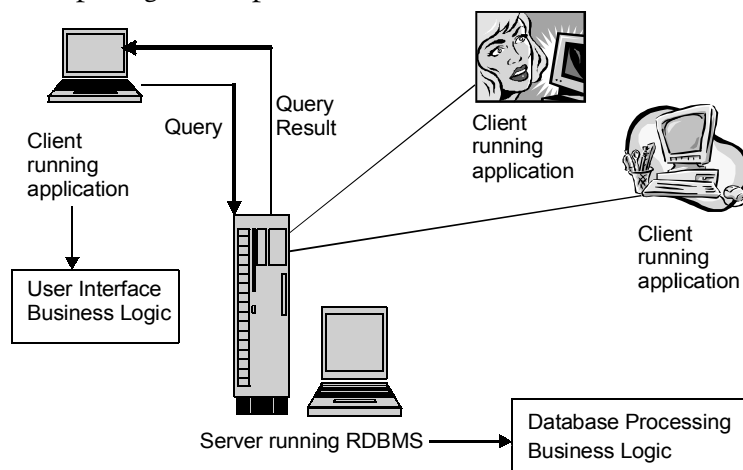 Query
Query
Result
Client
running
application
Client
running
application
Client
running
application
User Interface
Business Logic
Server running RDBMS
Database Processing
Business Logic